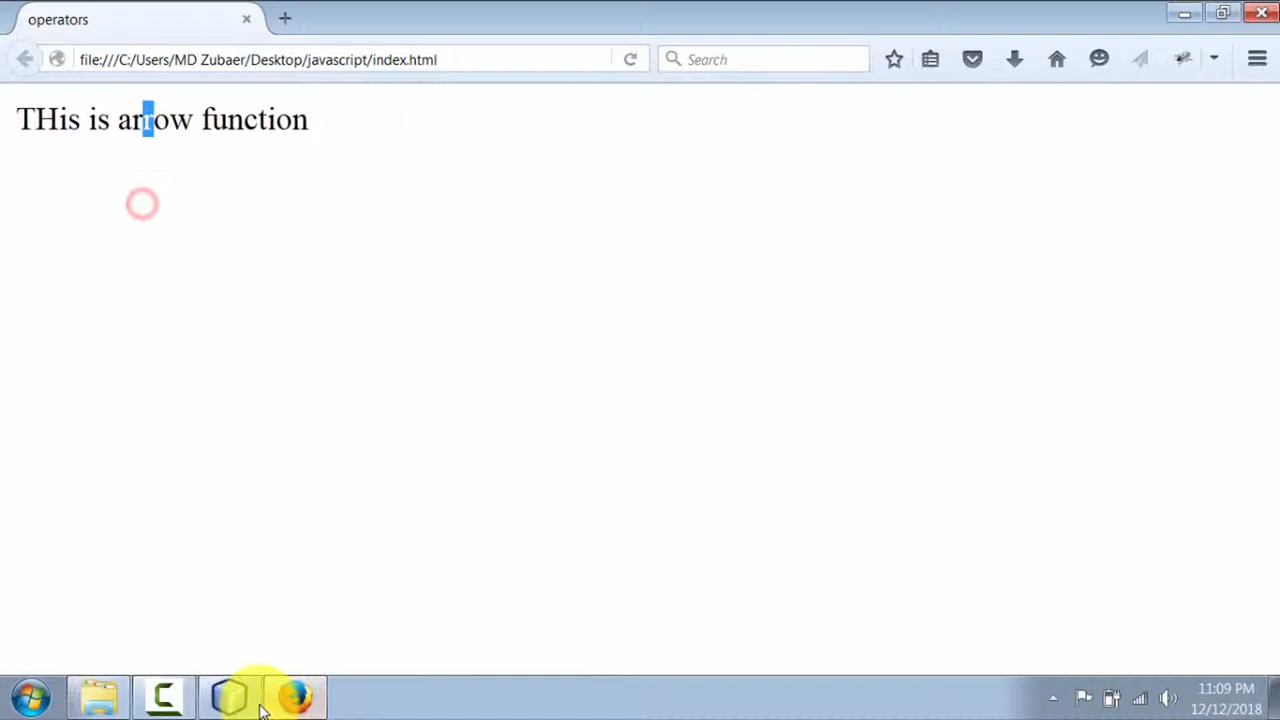 operators
file:///C:/Users/MD Zubaer/Desktop/javascript/index.html
Search
THis is arrow function
11:09 PM
12/12/2018